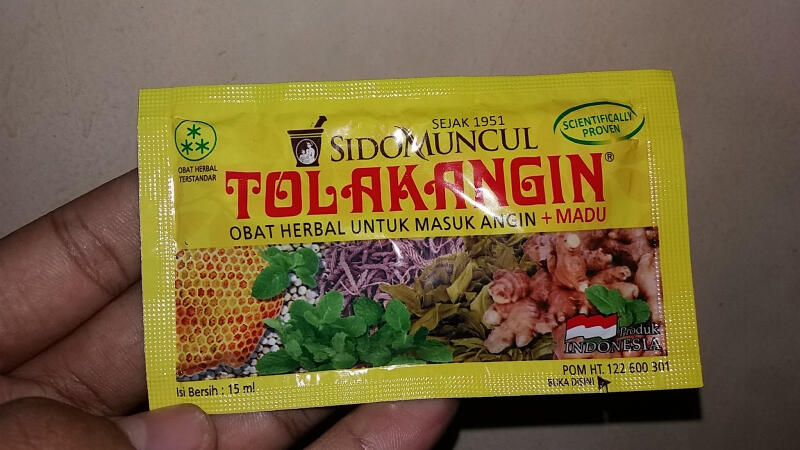 SEJAK 1951
SCIENTIFICALLY
PROVEN
SIDOMUNCUL
OBAT HERBAL
TERSTANDAR
TOLAKANGIN®
OBAT HERBAL UNTUK MASUK ANGIN + MADU
Produk
INDONESIA
Isi Bersih : 15 ml
POM HT. 122 600 301
BUKA DISINI